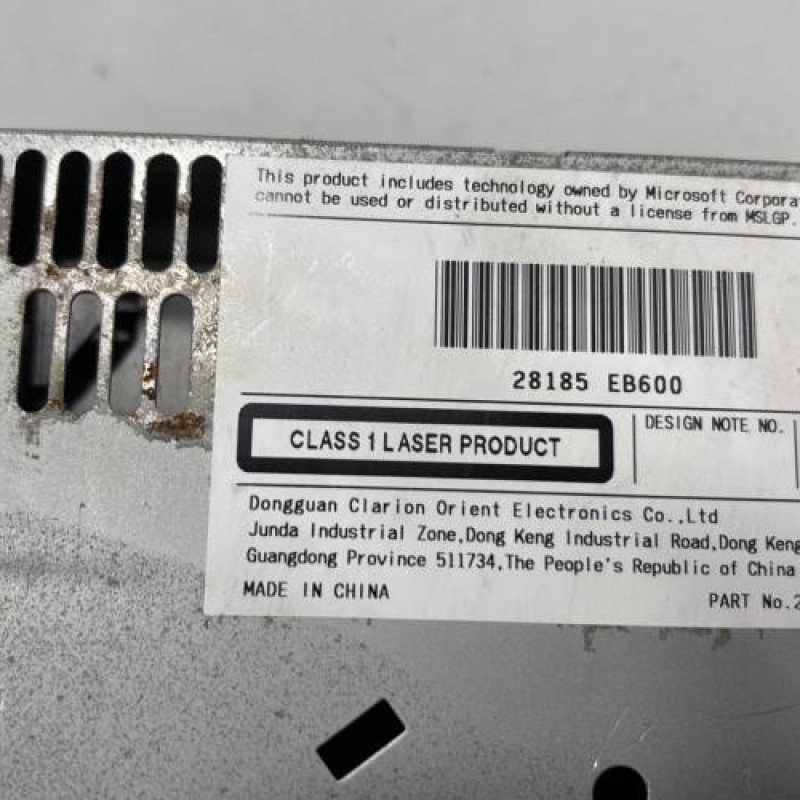 This product includes technology owned by Microsoft Corporat
cannot be used or distributed without a license from MSLGP.
28185 EB600
CLASS 1 LASER PRODUCT
DESIGN NOTE NO.
Dongguan Clarion Orient Electronics Co.,Ltd
Junda Industrial Zone,Dong Keng Industrial Road,Dong Keng
Guangdong Province 511734,The People's Republic of China
MADE IN CHINA
PART No.2